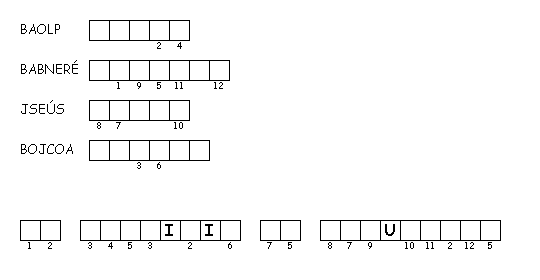 BAOLP
2 4
BABNERÉ
1 9 5 11 12
JSEÚS
8 7 10
BOJCOA
3 6
I I U
1 2 3 4 5 3 2 6 7 5 8 7 9 10 11 2 12 5